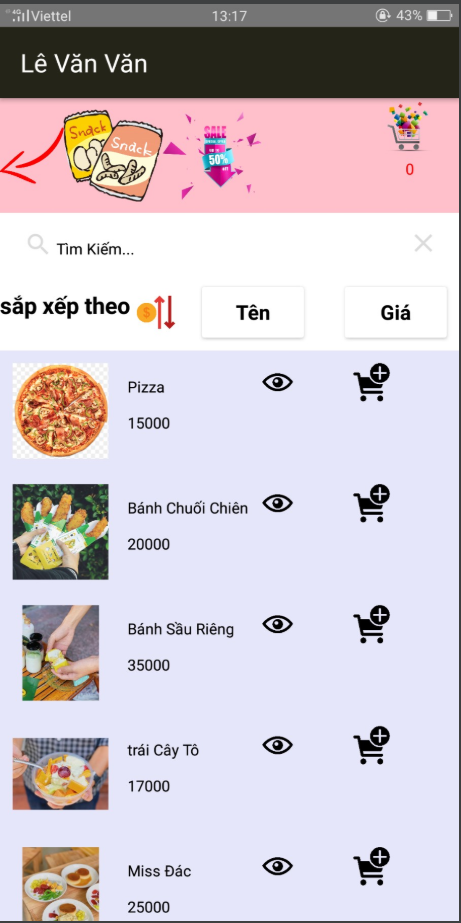 4G Viettel 13:17 43%
Lê Văn Văn
Snack
Snack
SALE
50%
0
Tìm Kiếm...
sắp xếp theo
Tên
Giá
Pizza
15000
Bánh Chuối Chiên
20000
Bánh Sầu Riêng
35000
trái Cây Tô
17000
Miss Đác
25000